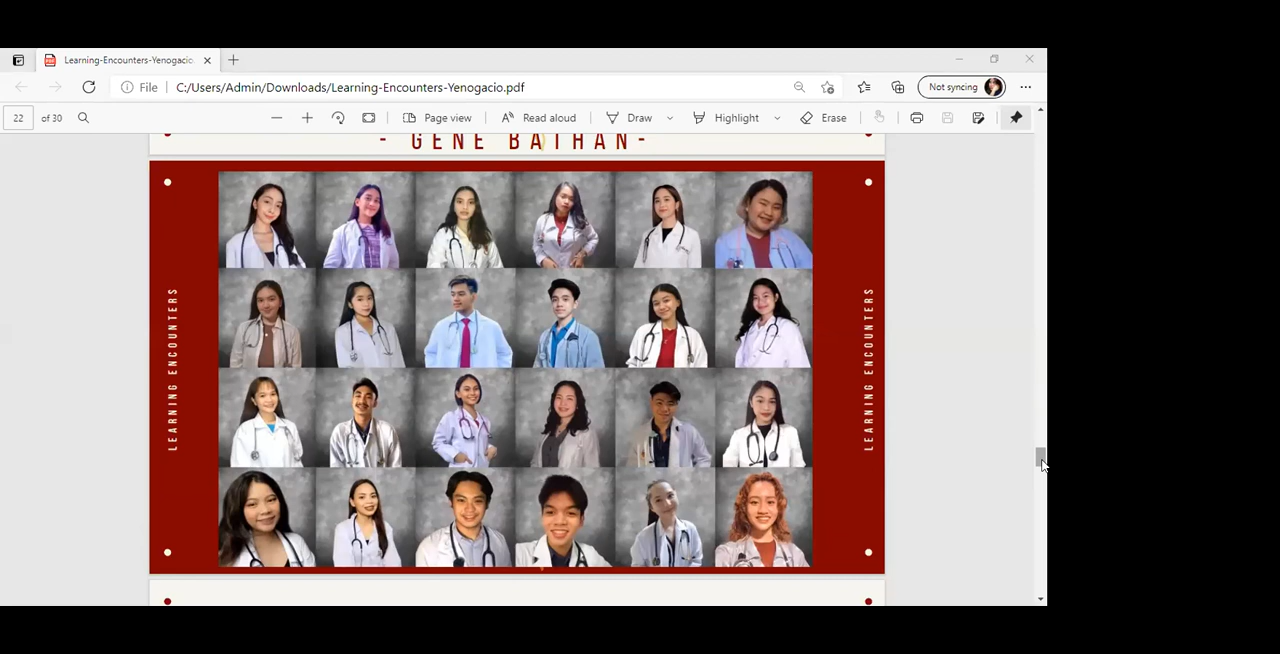 Learning-Encounters-Yenogacio
File
C:/Users/Admin/Downloads/Learning-Encounters-Yenogacio.pdf
Not syncing
22 of 30
Page view
Read aloud
Draw
Highlight
Erase
- GENE BATHAN-
LEARNING ENCOUNTERS
LEARNING ENCOUNTERS